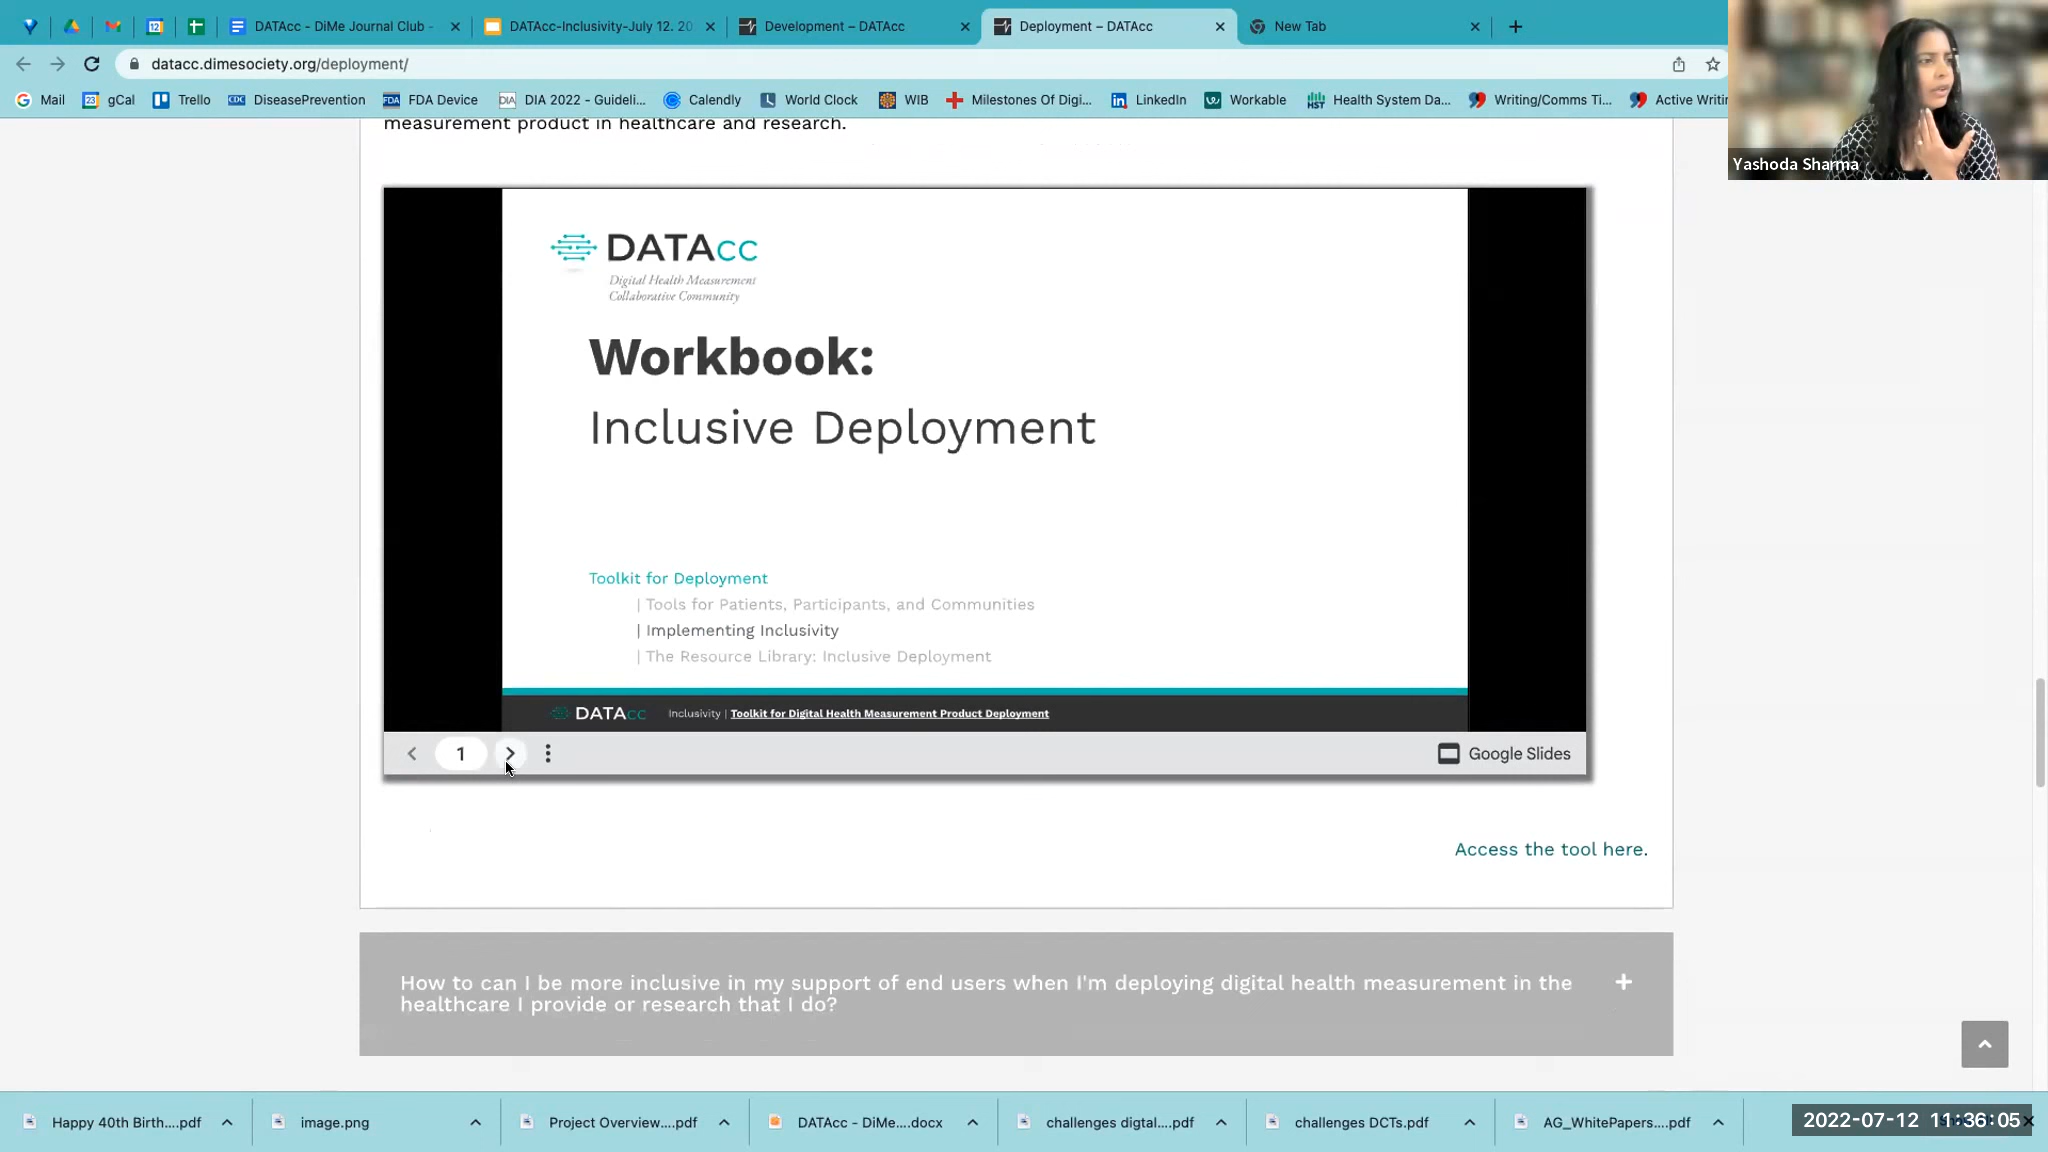 DATAcc - DiMe Journal Club -
DATAcc-Inclusivity-July 12. 20
Development – DATAcc
Deployment – DATAcc
New Tab
datacc.dimesociety.org/deployment/
Mail
gCal
Trello
DiseasePrevention
FDA Device
DIA 2022 - Guideli...
Calendly
World Clock
WIB
Milestones Of Digi...
LinkedIn
Workable
Health System Da...
Writing/Comms Ti...
Active Writi
Yashoda Sharma
measurement product in healthcare and research.
DATAcc
Digital Health Measurement
Collaborative Community
Workbook:
Inclusive Deployment
Toolkit for Deployment
| Tools for Patients, Participants, and Communities
| Implementing Inclusivity
| The Resource Library: Inclusive Deployment
DATAcc Inclusivity | Toolkit for Digital Health Measurement Product Deployment
1
Google Slides
Access the tool here.
How to can I be more inclusive in my support of end users when I'm deploying digital health measurement in the
healthcare I provide or research that I do?
Happy 40th Birth....pdf
image.png
Project Overview....pdf
DATAcc - DiMe....docx
challenges digtal....pdf
challenges DCTs.pdf
AG_WhitePapers....pdf
2022-07-12 11:36:05